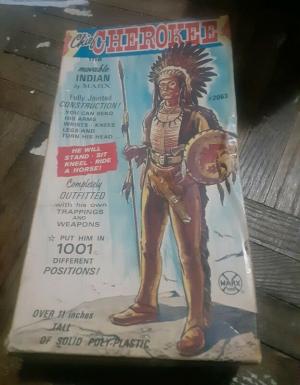 Chief CHEROKEE
the
movable
INDIAN
by MARX
#2063
Fully Jointed
CONSTRUCTION!
YOU CAN BEND
HIS ARMS
WRISTS - KNEES
LEGS AND
TURN HIS HEAD
HE WILL
STAND - SIT
KNEEL - RIDE
A HORSE!
Completely
OUTFITTED
with his own
TRAPPINGS
AND
WEAPONS
☆ PUT HIM IN
1001
DIFFERENT
POSITIONS!
MARX
OVER 11 inches
TALL
OF SOLID POLY-PLASTIC